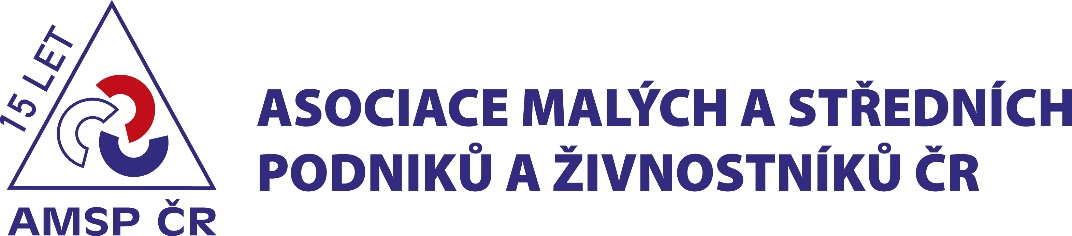 15 LET
AMSP ČR
ASOCIACE MALÝCH A STŘEDNÍCH
PODNIKŮ A ŽIVNOSTNÍKŮ ČR